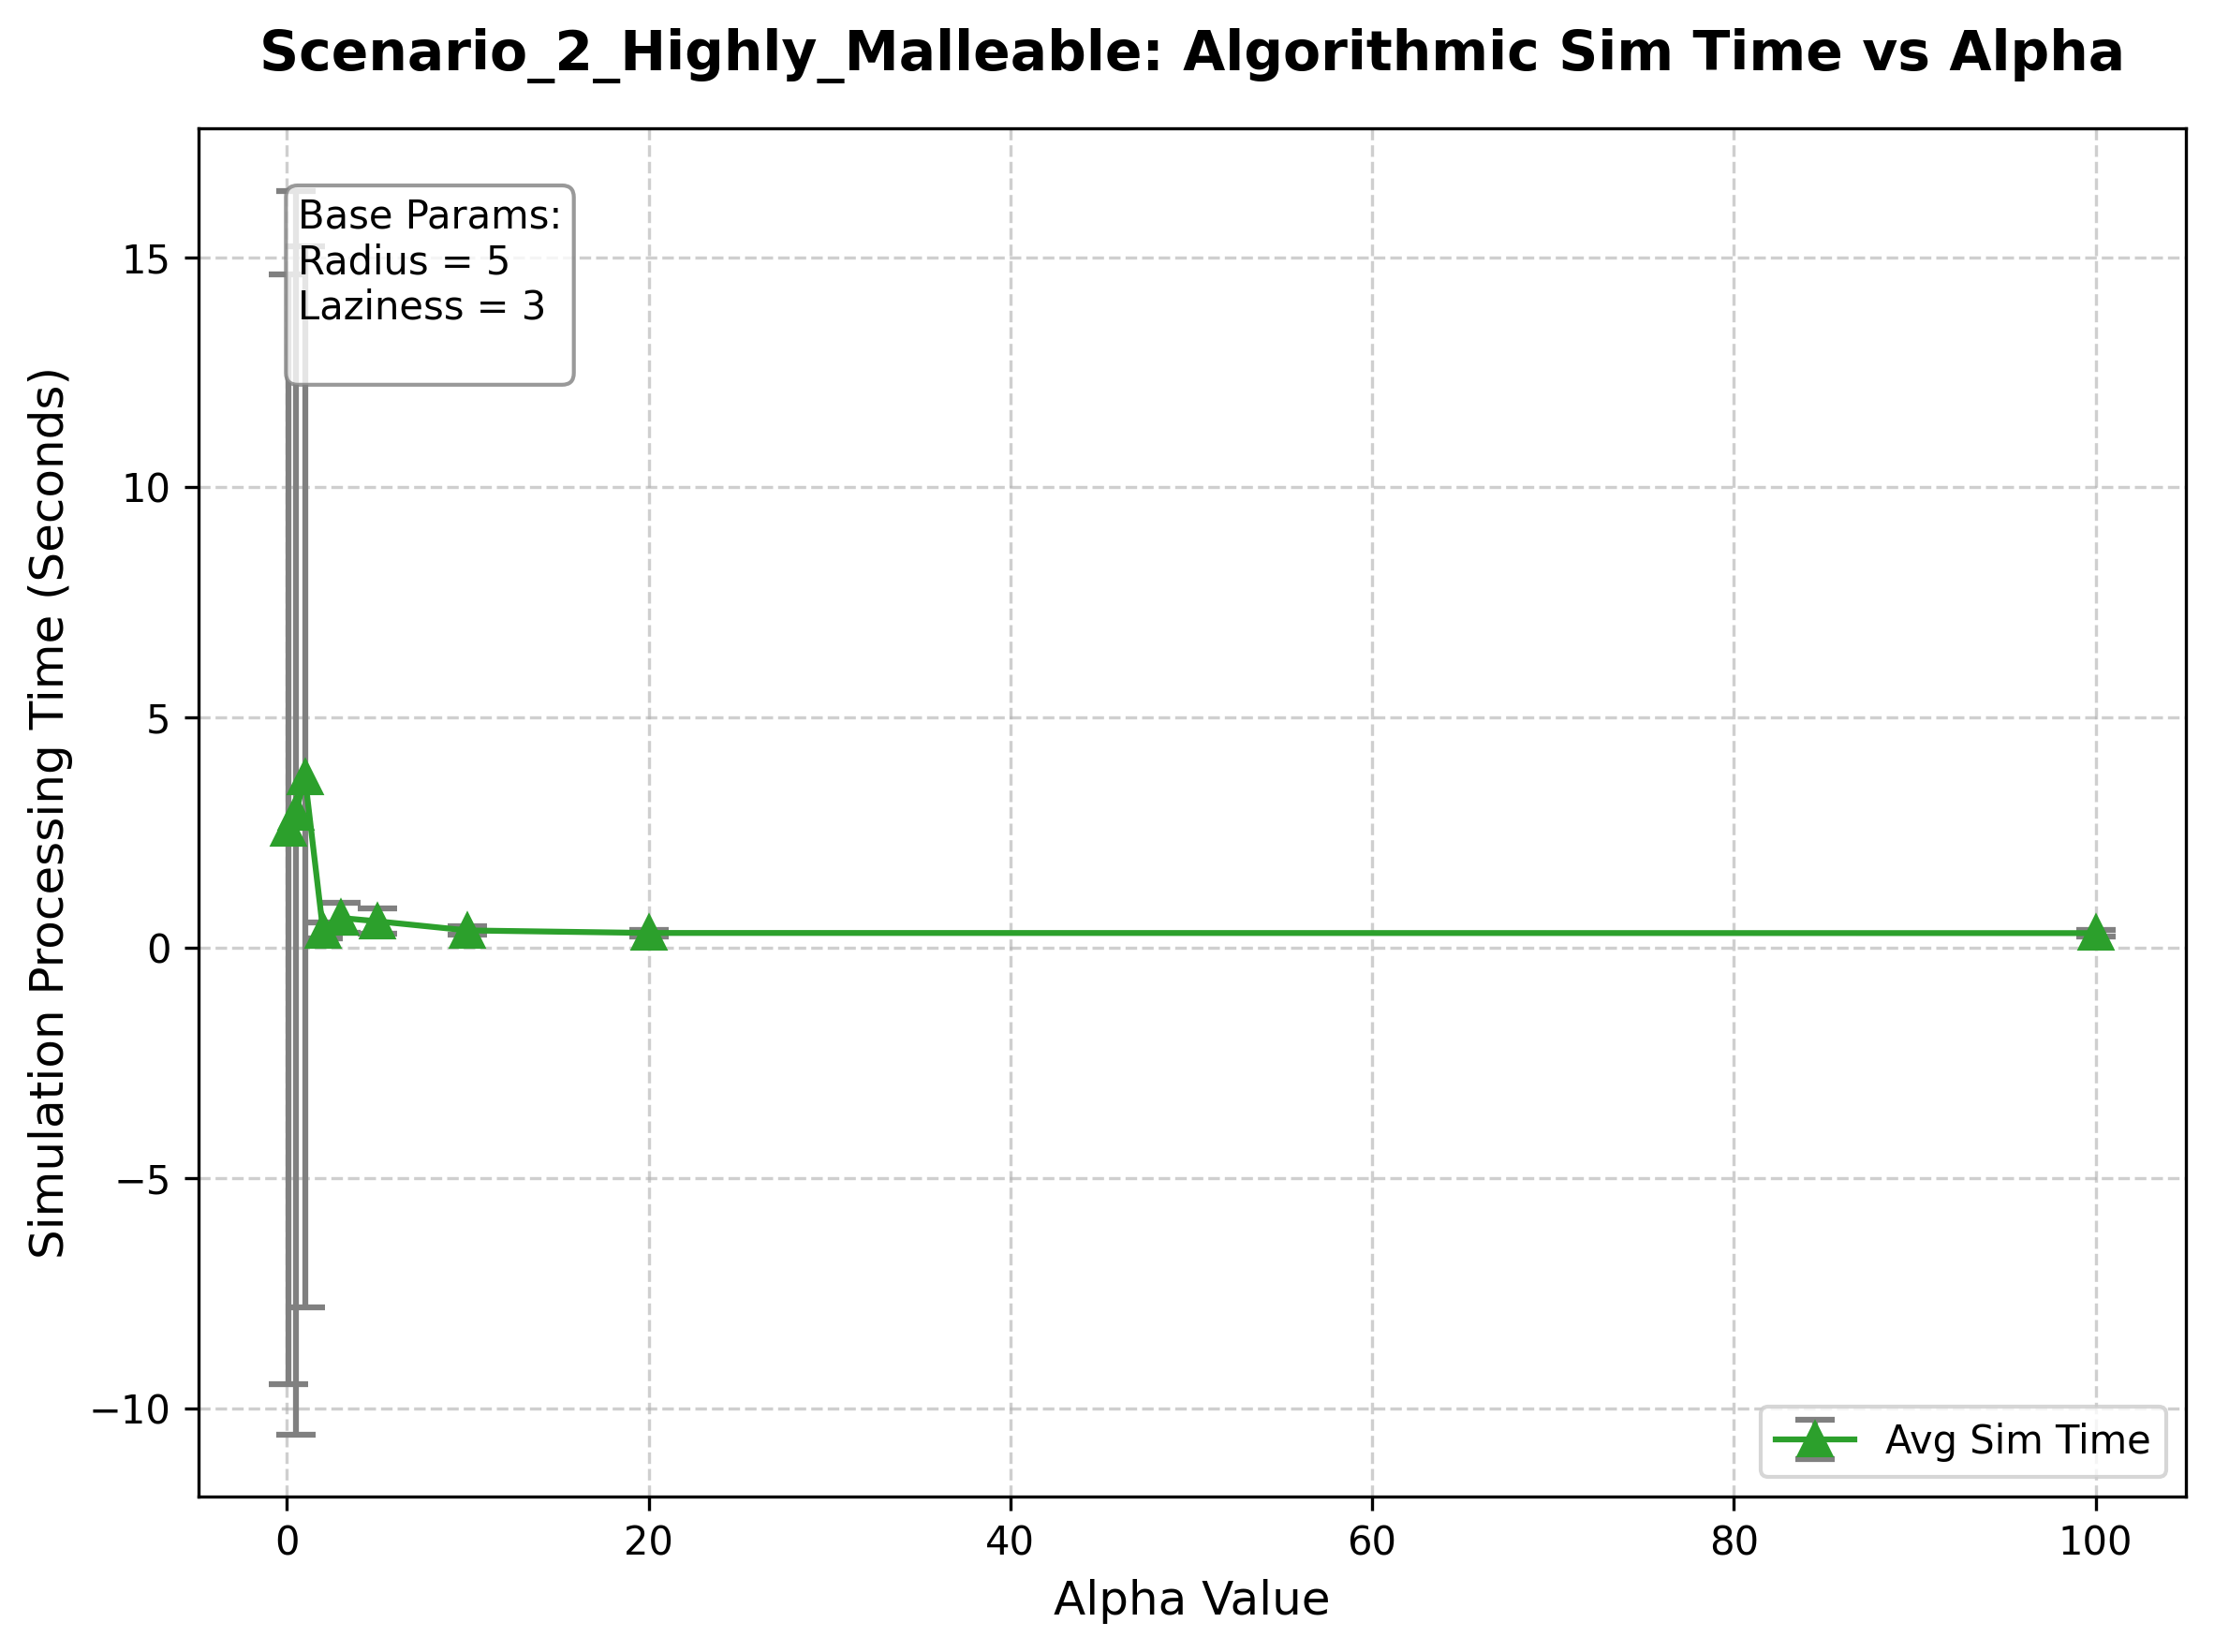 Scenario_2_Highly_Malleable: Algorithmic Sim Time vs Alpha
Base Params:
Radius = 5
Laziness = 3
Simulation Processing Time (Seconds)
15
10
5
0
−5
−10
0 20 40 60 80 100
Alpha Value
Avg Sim Time